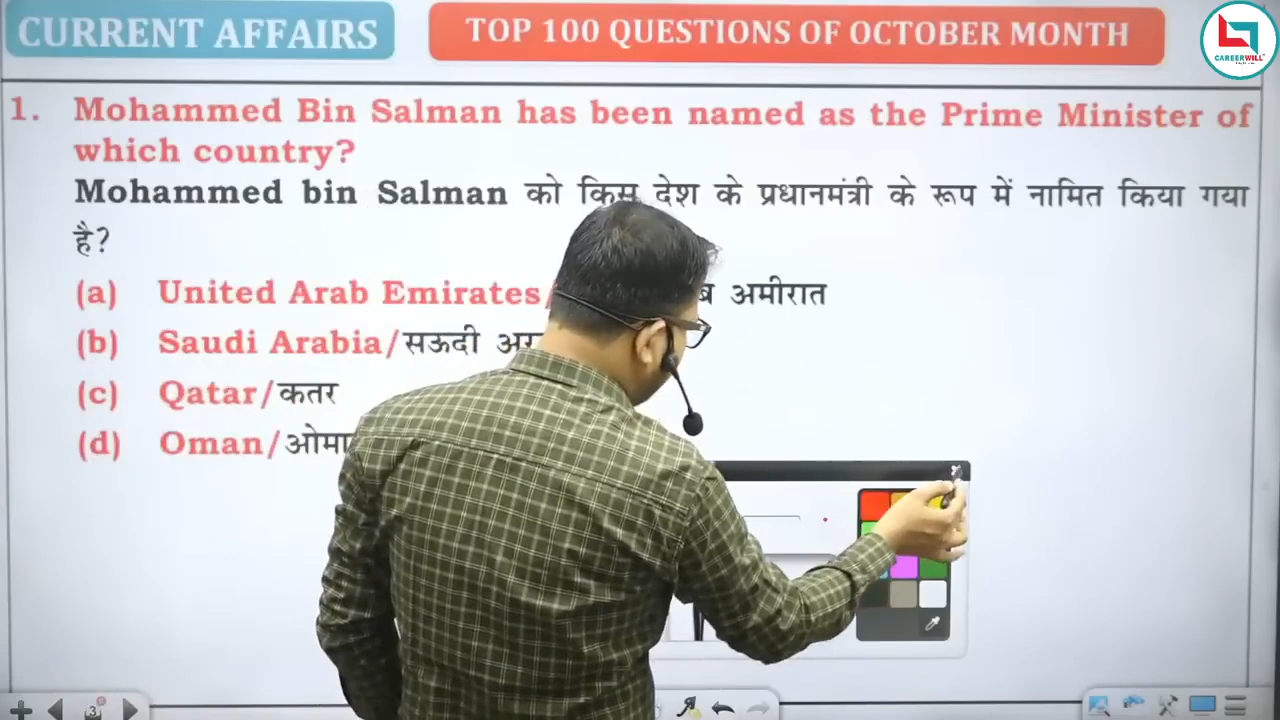 CURRENT AFFAIRS
TOP 100 QUESTIONS OF OCTOBER MONTH
CAREERWILL
1. Mohammed Bin Salman has been named as the Prime Minister of
which country?
Mohammed bin Salman को किस देश के प्रधानमंत्री के रूप में नामित किया गया
है?
(a) United Arab Emirates/ अमीरात
(b) Saudi Arabia/सऊदी
(c) Qatar/कतर
(d) Oman/
3